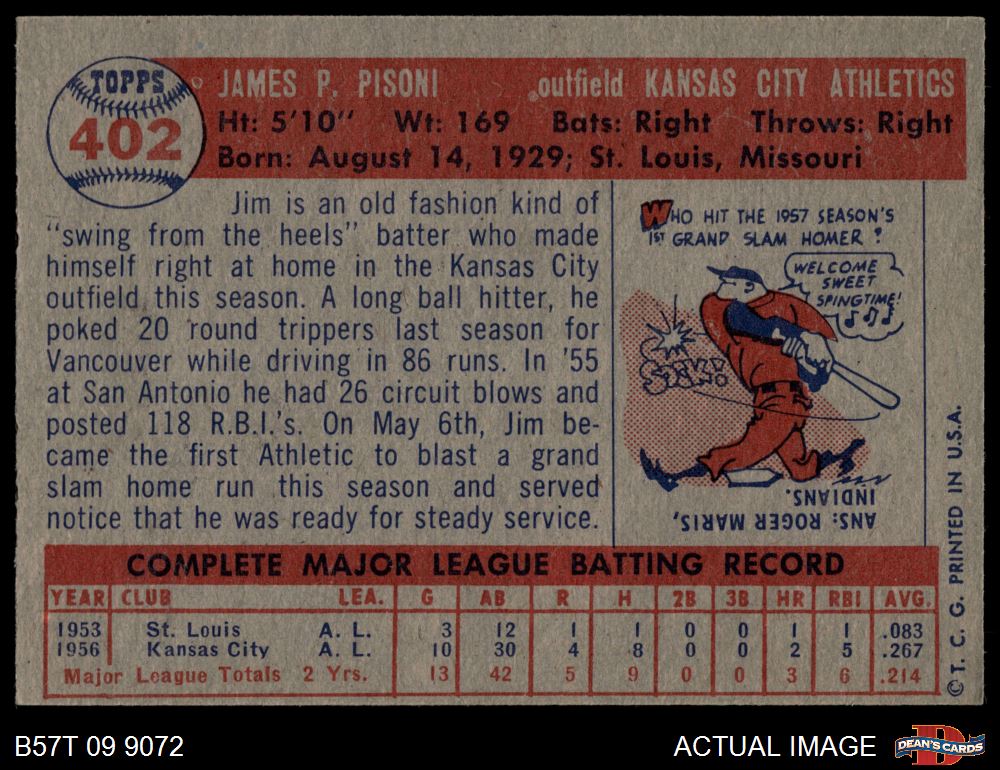 TOPPS
402
JAMES P. PISONI outfield KANSAS CITY ATHLETICS
Ht: 5'10" Wt: 169 Bats: Right Throws: Right
Born: August 14, 1929; St. Louis, Missouri
Jim is an old fashion kind of
"swing from the heels" batter who made
himself right at home in the Kansas City
outfield this season. A long ball hitter, he
poked 20 round trippers last season for
Vancouver while driving in 86 runs. In '55
at San Antonio he had 26 circuit blows and
posted 118 R.B.I.'s. On May 6th, Jim be-
came the first Athletic to blast a grand
slam home run this season and served
notice that he was ready for steady service.
WHO HIT THE 1957 SEASON'S
1ST GRAND SLAM HOMER?
WELCOME
SWEET
SPINGTIME!
ANS: ROGER MARIS,
INDIANS.
COMPLETE MAJOR LEAGUE BATTING RECORD
YEAR CLUB LEA. G AB R H 2B 3B HR RBI AVG.
1953 St. Louis A. L. 3 12 1 1 0 0 1 1 .083
1956 Kansas City A. L. 10 30 4 8 0 0 2 5 .267
Major League Totals 2 Yrs. 13 42 5 9 0 0 3 6 .214
© T. C. G. PRINTED IN U.S.A.
B57T 09 9072
ACTUAL IMAGE
DEAN'S CARDS